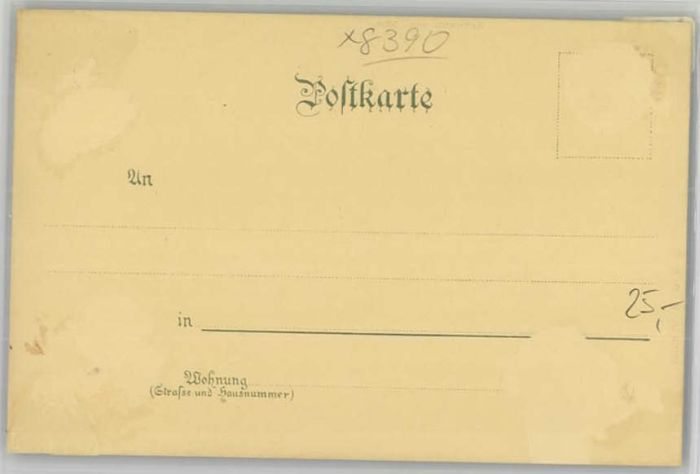 x8390
Postkarte
An
25,-
in
Wohnung
(Strasse und Hausnummer)